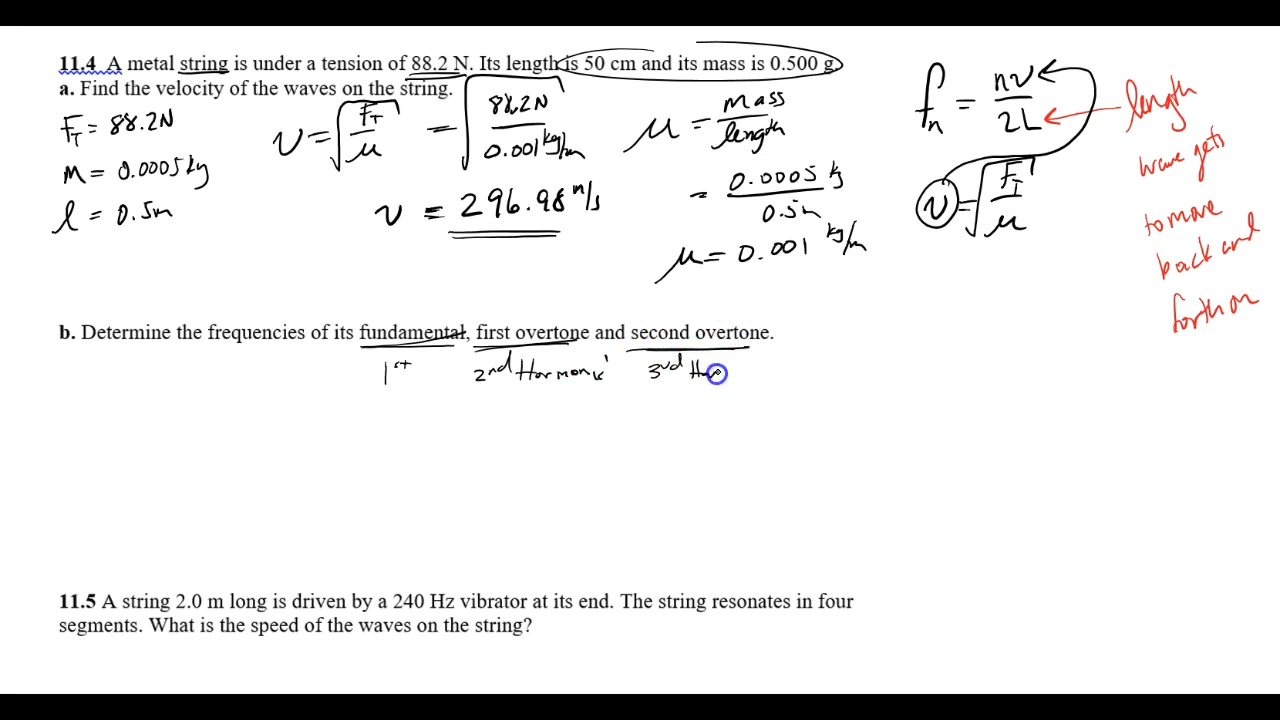 11.4 A metal string is under a tension of 88.2 N. Its length is 50 cm and its mass is 0.500 g.
a. Find the velocity of the waves on the string.
F_T = 88.2N
m = 0.0005kg
l = 0.5m
v = √(F_T/μ) = √(88.2N/0.001 kg/m)
v = 296.98 m/s
μ = mass/length
= 0.0005 kg/0.5m
μ = 0.001 kg/m
f_n = nv/2L
v = √(F_T/μ)
length
wave gets
to move
back and
forth on
b. Determine the frequencies of its fundamental, first overtone and second overtone.
1st 2nd Harmonic 3rd Har
11.5 A string 2.0 m long is driven by a 240 Hz vibrator at its end. The string resonates in four
segments. What is the speed of the waves on the string?